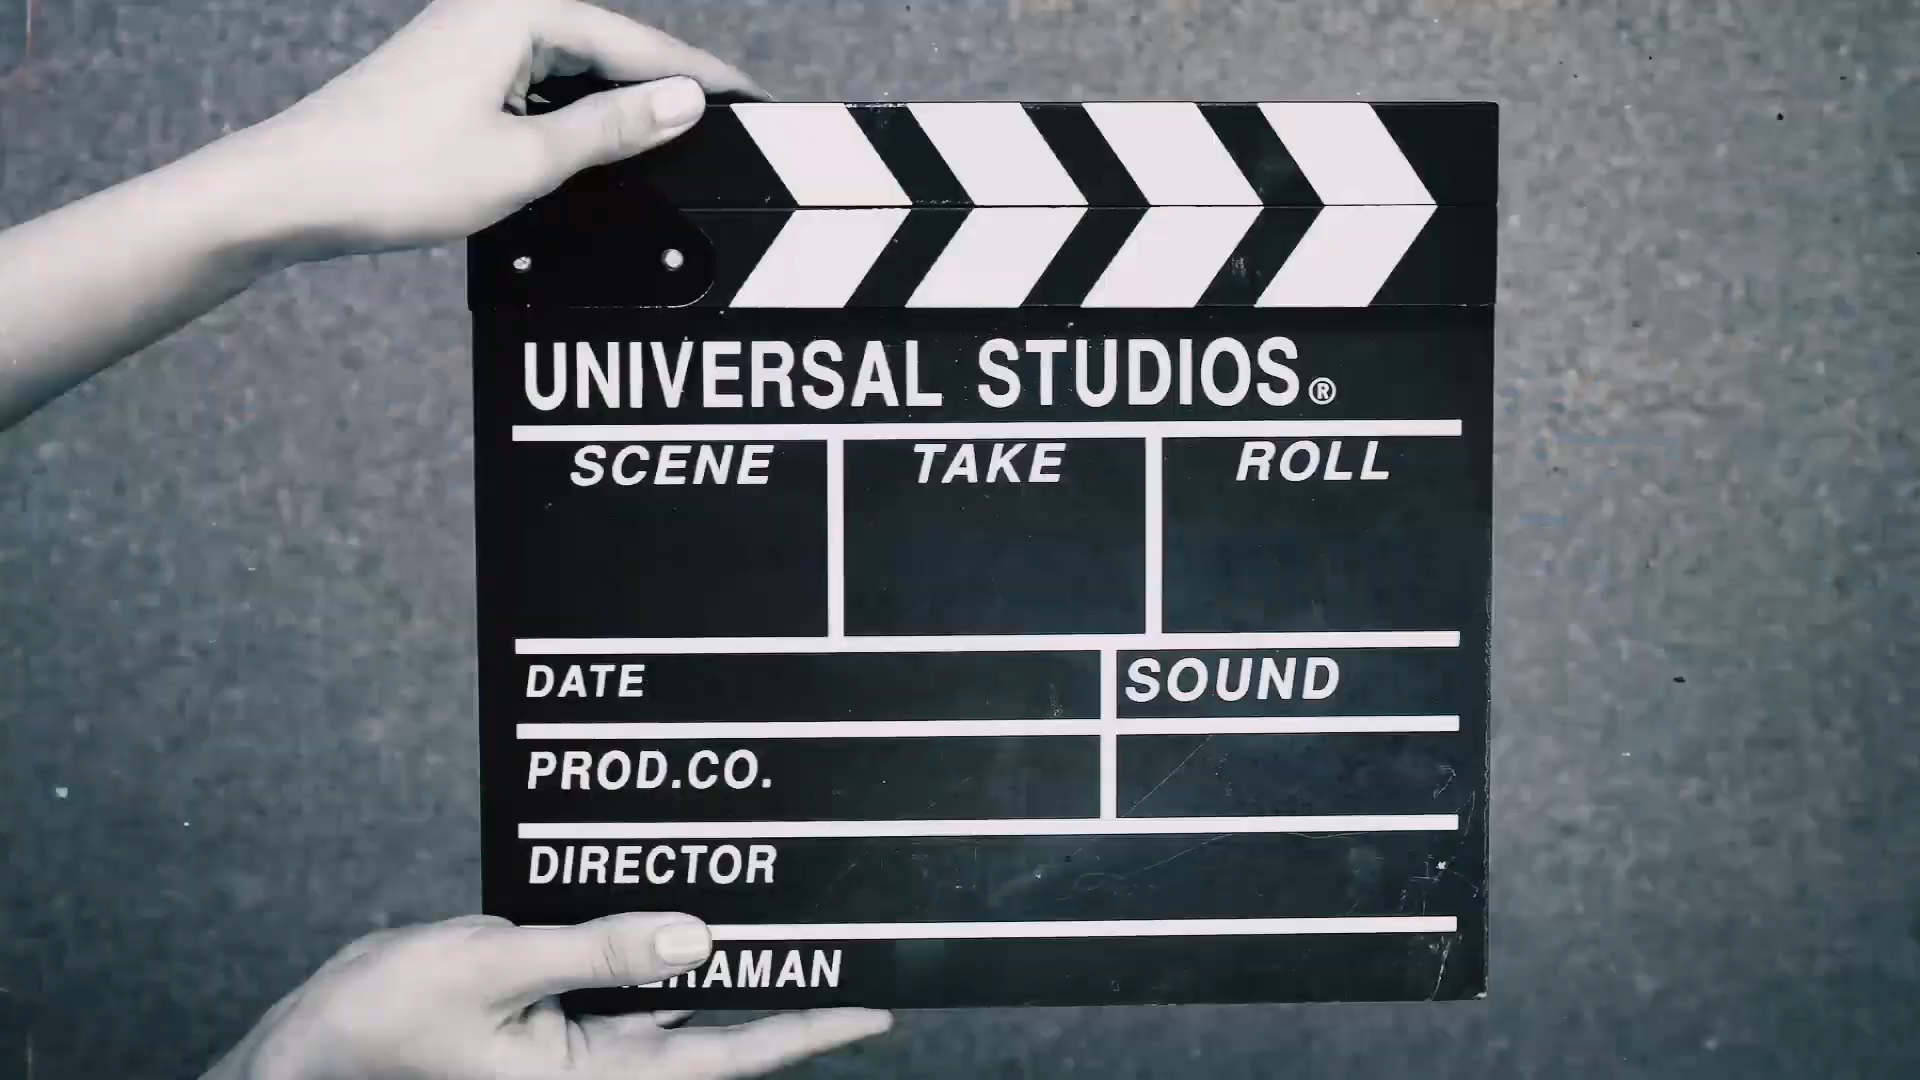 UNIVERSAL STUDIOS®
SCENE TAKE ROLL
DATE SOUND
PROD.CO.
DIRECTOR